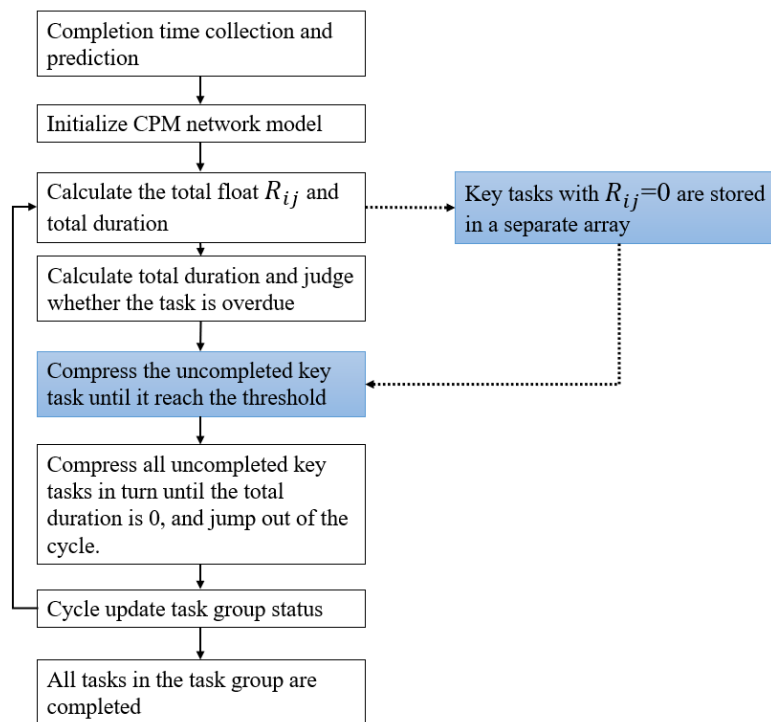 Completion time collection and
prediction
Initialize CPM network model
Calculate the total float R_{ij} and
total duration
Key tasks with R_{ij}=0 are stored
in a separate array
Calculate total duration and judge
whether the task is overdue
Compress the uncompleted key
task until it reach the threshold
Compress all uncompleted key
tasks in turn until the total
duration is 0, and jump out of the
cycle.
Cycle update task group status
All tasks in the task group are
completed